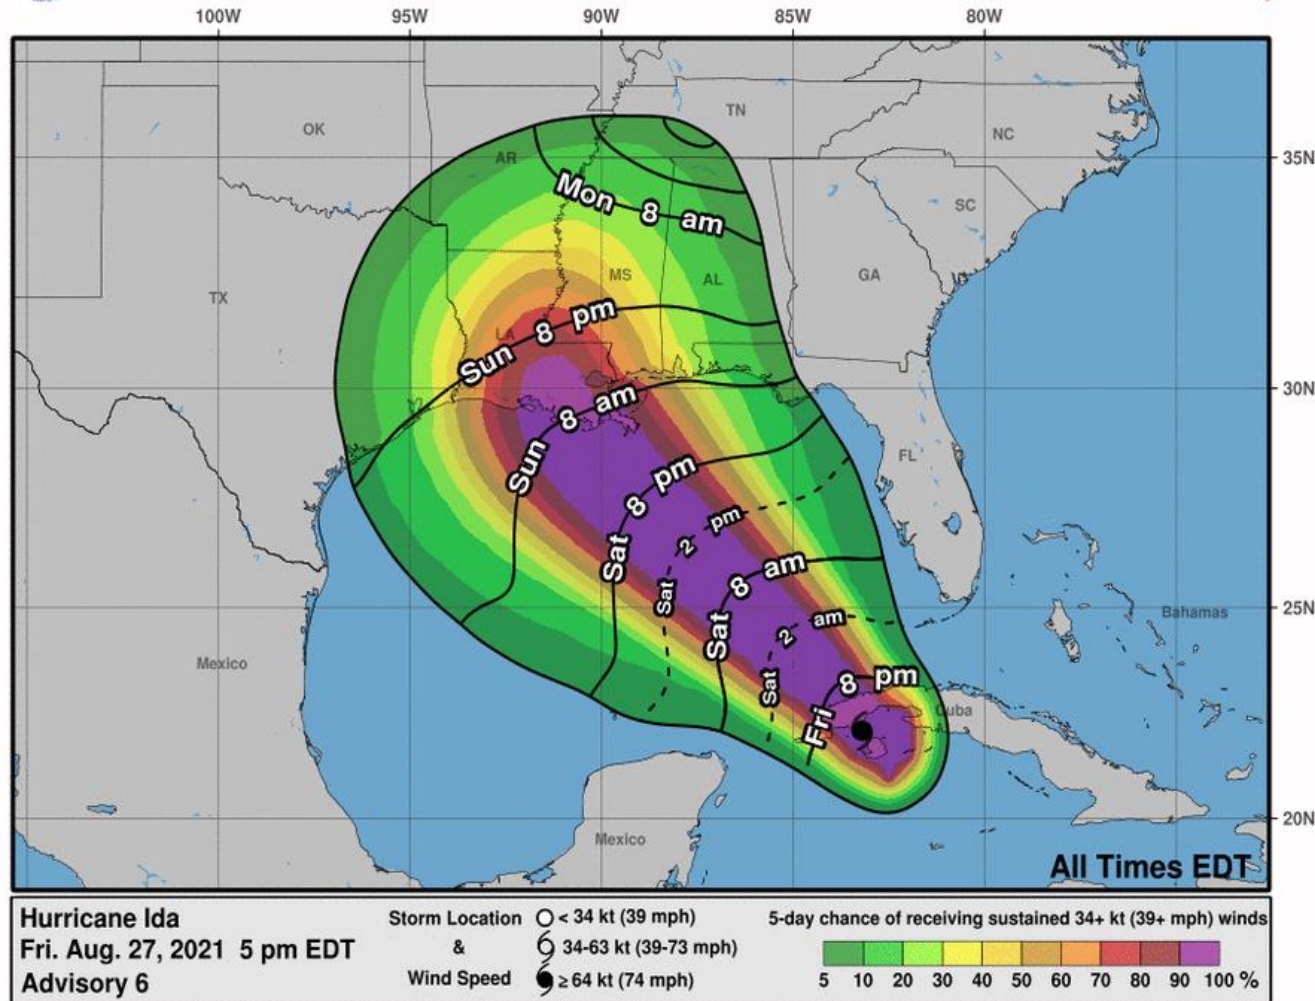 100W 95W 90W 85W 80W
TN
OK
NC
AR
35N
Mon 8 am
SC
MS
AL
GA
TX
LA
Sun 8 pm
30N
8 am
Sun
FL
8 pm
Sat
2 pm
Sat
8 am
Sat
2 am
Sat
25N
Bahamas
Mexico
8 pm
Fri
Cuba
20N
Mexico
All Times EDT
Hurricane Ida
Fri. Aug. 27, 2021 5 pm EDT
Advisory 6
Storm Location
&
Wind Speed
< 34 kt (39 mph)
34-63 kt (39-73 mph)
≥ 64 kt (74 mph)
5-day chance of receiving sustained 34+ kt (39+ mph) winds
5 10 20 30 40 50 60 70 80 90 100 %